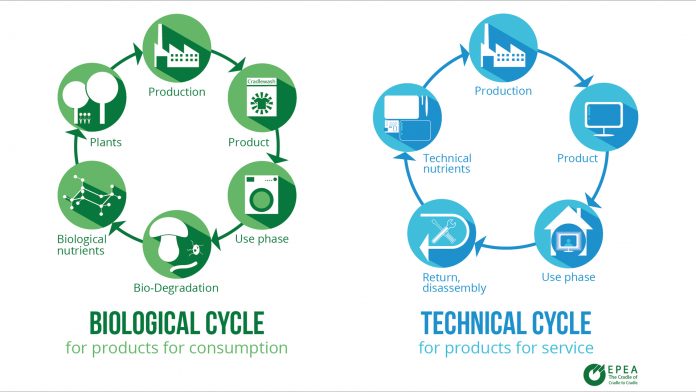 Production
Cradlewash
Product
Use phase
Bio-Degradation
Biological
nutrients
Plants
BIOLOGICAL CYCLE
for products for consumption
Production
Product
Use phase
Return,
disassembly
Technical
nutrients
TECHNICAL CYCLE
for products for service
EPEA
The Cradle of
Cradle to Cradle